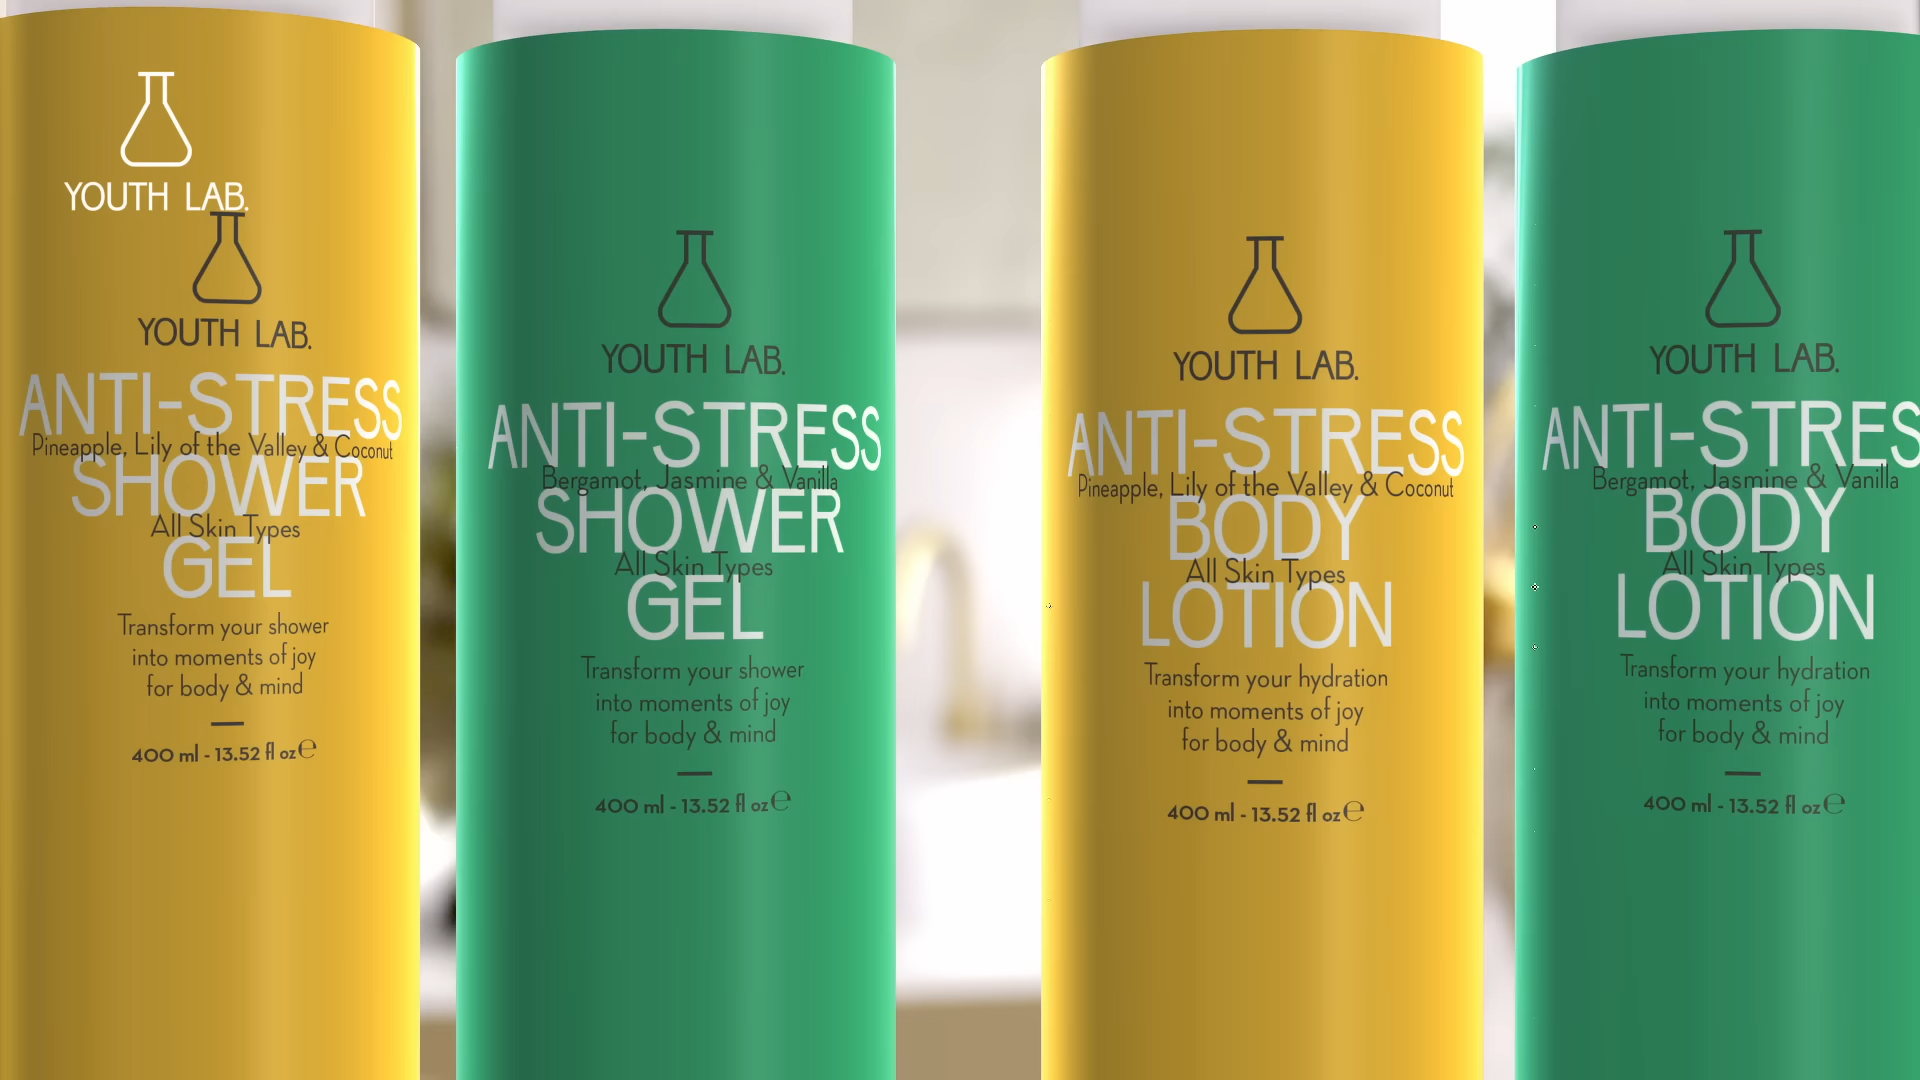 YOUTH LAB.
YOUTH LAB.
ANTI-STRESS
Pineapple, Lily of the Valley & Coconut
SHOWER
All Skin Types
GEL
Transform your shower
into moments of joy
for body & mind
400 ml - 13.52 fl oz ℮
YOUTH LAB.
ANTI-STRESS
Bergamot, Jasmine & Vanilla
SHOWER
All Skin Types
GEL
Transform your shower
into moments of joy
for body & mind
400 ml - 13.52 fl oz ℮
YOUTH LAB.
ANTI-STRESS
Pineapple, Lily of the Valley & Coconut
BODY
All Skin Types
LOTION
Transform your hydration
into moments of joy
for body & mind
400 ml - 13.52 fl oz ℮
YOUTH LAB.
ANTI-STRES
Bergamot, Jasmine & Vanilla
BODY
All Skin Types
LOTION
Transform your hydration
into moments of joy
for body & mind
400 ml - 13.52 fl oz ℮